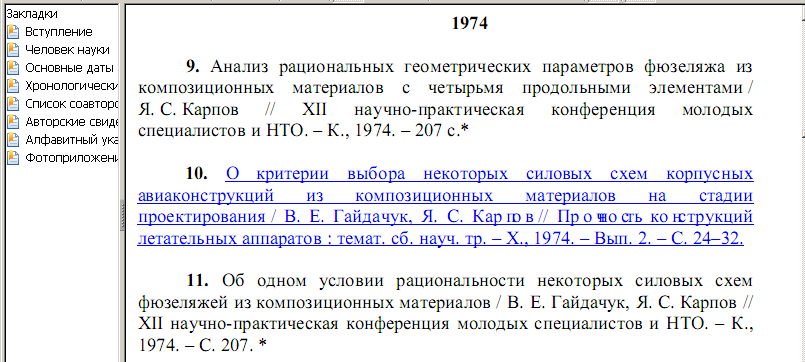 Закладки
Вступление
Человек науки
Основные даты
Хронологически
Список соавторо
Авторские свиде
Алфавитный ука
Фотоприложени
1974
9. Анализ рациональных геометрических параметров фюзеляжа из
композиционных материалов с четырьмя продольными элементами /
Я. С. Карпов // XII научно-практическая конференция молодых
специалистов и НТО. – К., 1974. – 207 с.*
10. О критерии выбора некоторых силовых схем корпусных
авиаконструкций из композиционных материалов на стадии
проектирования / В. Е. Гайдачук, Я. С. Карпов // Прочность конструкций
летательных аппаратов : темат. сб. науч. тр. – Х., 1974. – Вып. 2. – С. 24–32.
11. Об одном условии рациональности некоторых силовых схем
фюзеляжей из композиционных материалов / В. Е. Гайдачук, Я. С. Карпов //
XII научно-практическая конференция молодых специалистов и НТО. – К.,
1974. – С. 207. *